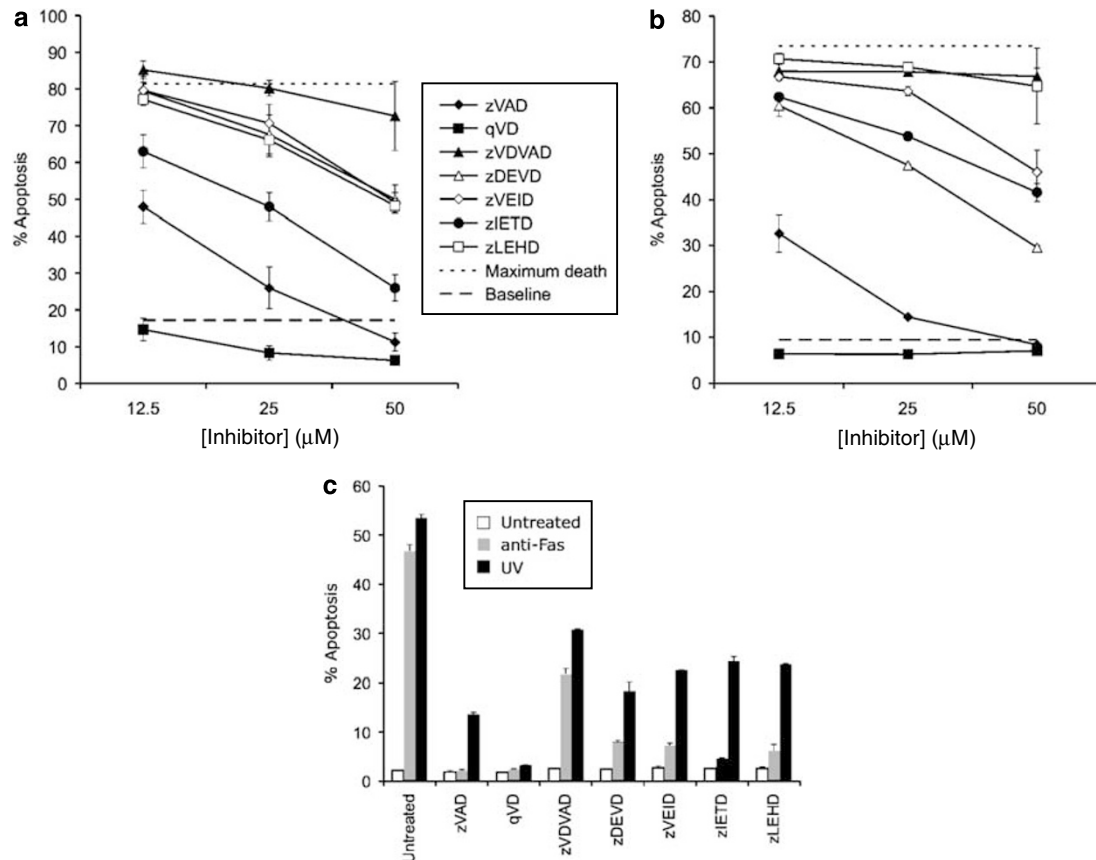 a
% Apoptosis
100
90
80
70
60
50
40
30
20
10
0
12.5 25 50
[Inhibitor] (μM)
zVAD
qVD
zVDVAD
zDEVD
zVEID
zIETD
zLEHD
Maximum death
Baseline
b
% Apoptosis
80
70
60
50
40
30
20
10
0
12.5 25 50
[Inhibitor] (μM)
c
% Apoptosis
60
50
40
30
20
10
0
Untreated
anti-Fas
UV
Untreated
zVAD
qVD
zVDVAD
zDEVD
zVEID
zIETD
zLEHD